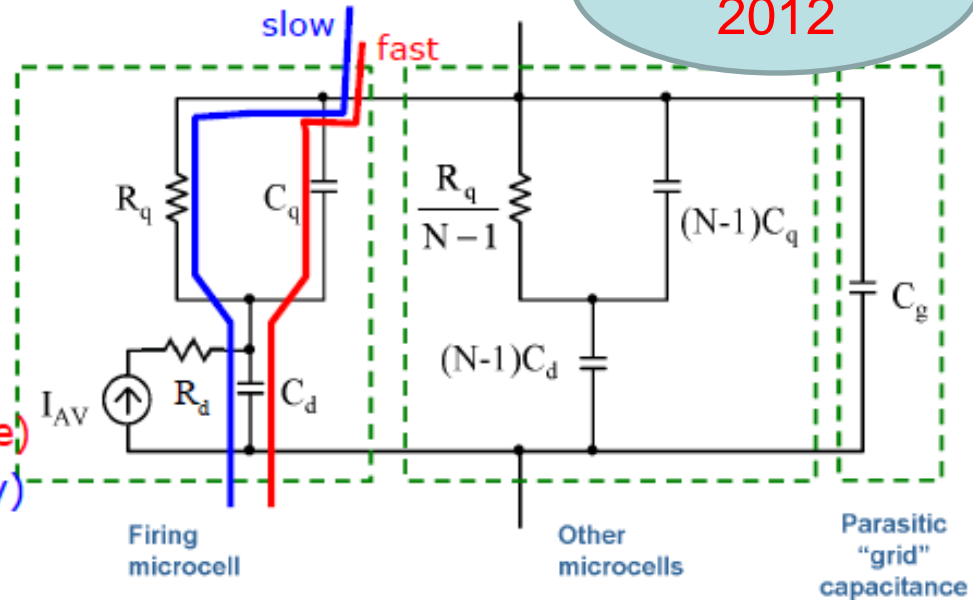 2012
slow
fast
R_q
C_q
R_q
N−1
(N-1)C_q
C_g
(N-1)C_d
I_AV
R_d
C_d
e)
)
Firing
microcell
Other
microcells
Parasitic
“grid”
capacitance